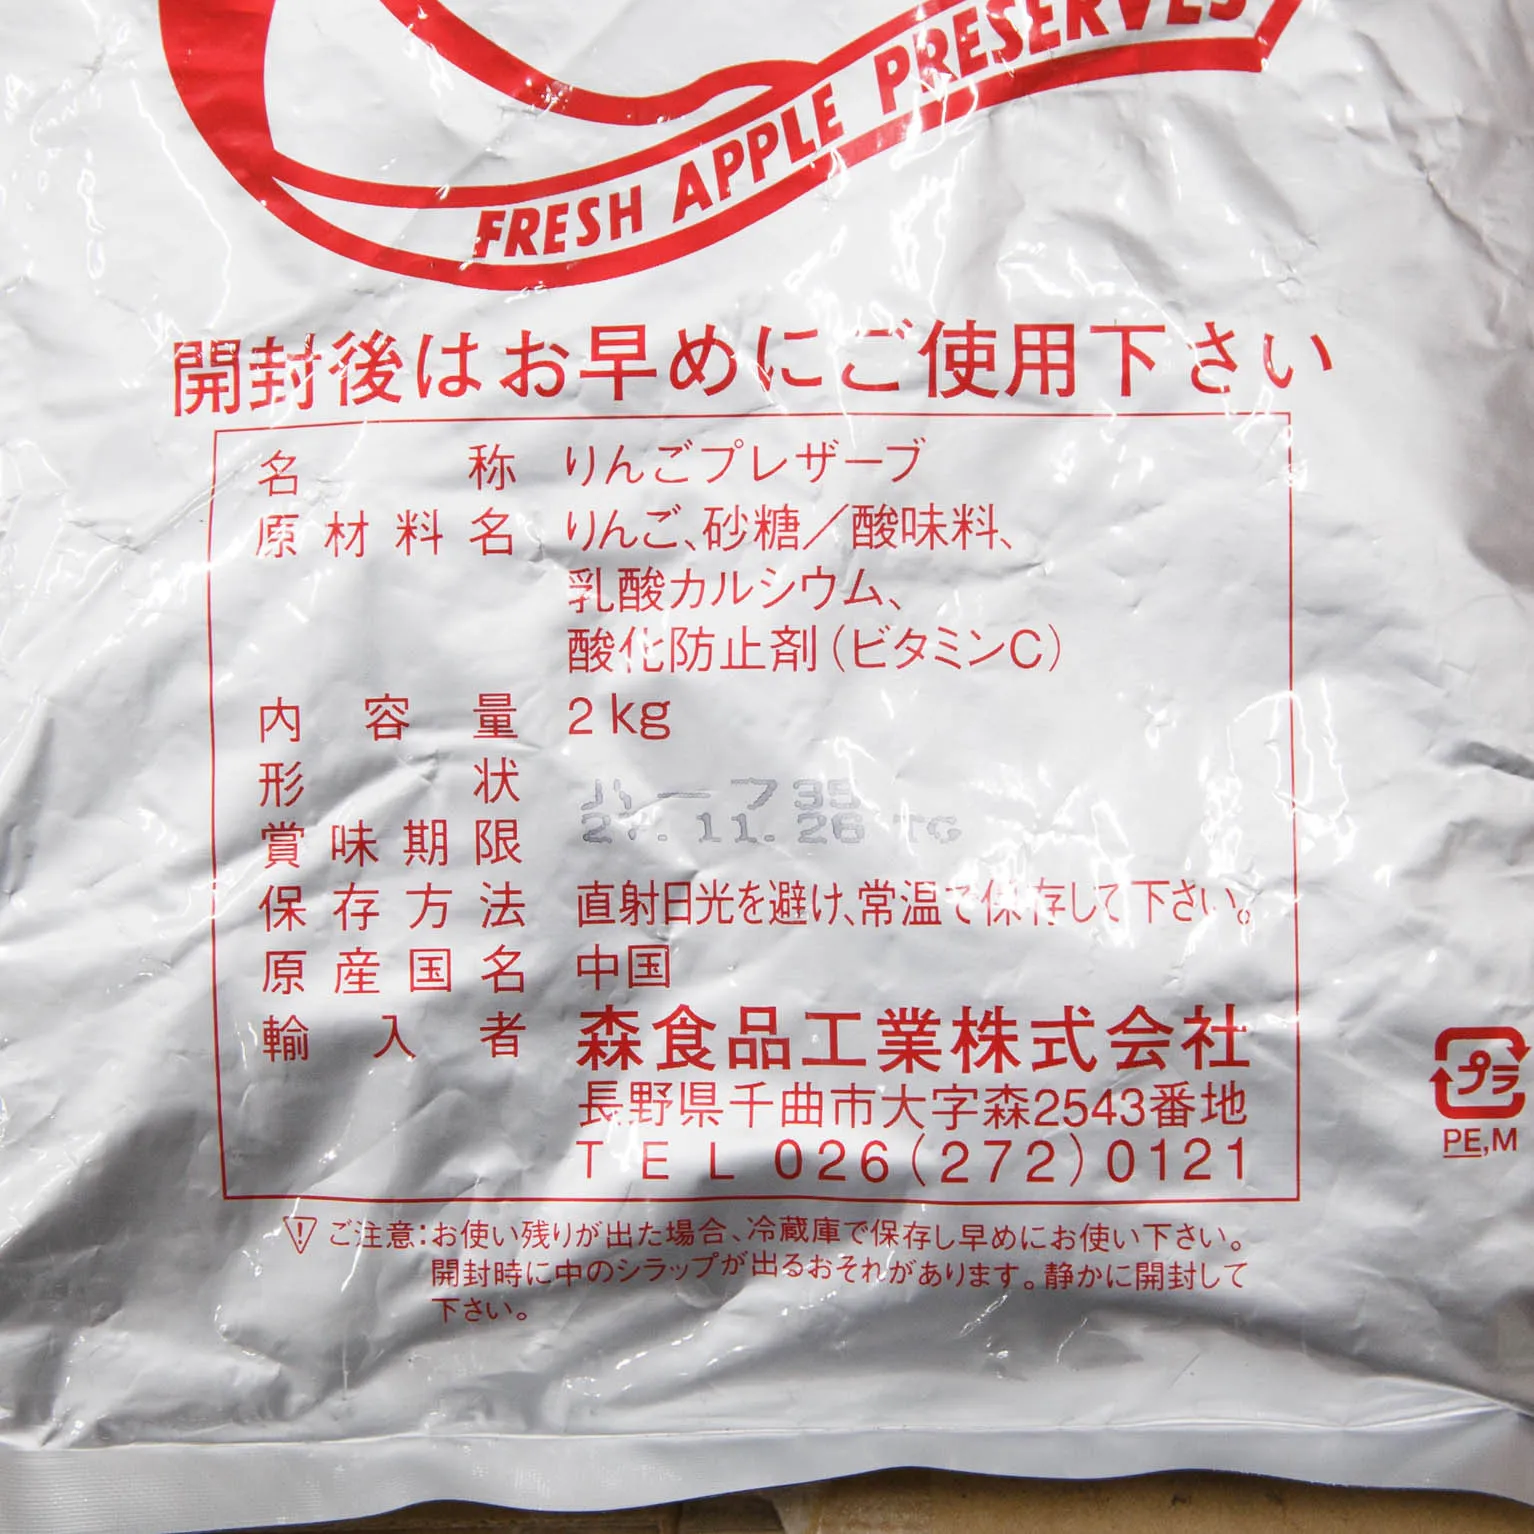 FRESH APPLE PRESERVES
開封後はお早めにご使用下さい
名称 りんごプレザーブ
原材料名 りんご、砂糖／酸味料、
乳酸カルシウム、
酸化防止剤（ビタミンC）
内容量 2kg
形状 ハーフ35
賞味期限 27.11.26 TG
保存方法 直射日光を避け、常温で保存して下さい。
原産国名 中国
輸入者 森食品工業株式会社
長野県千曲市大字森2543番地
TEL 026(272)0121
プラ
PE,M
ご注意：お使い残りが出た場合、冷蔵庫で保存し早めにお使い下さい。
開封時に中のシラップが出るおそれがあります。静かに開封して
下さい。